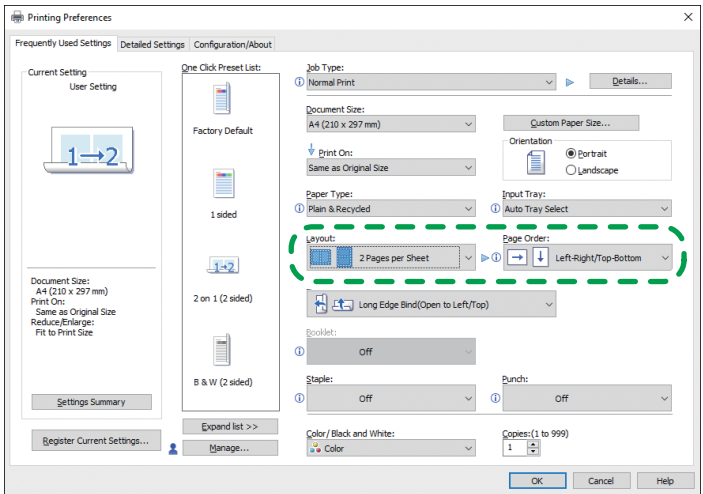 Printing Preferences
Frequently Used Settings Detailed Settings Configuration/About
Current Setting
User Setting
1→2
Document Size:
A4 (210 x 297 mm)
Print On:
Same as Original Size
Reduce/Enlarge:
Fit to Print Size
Settings Summary
Register Current Settings...
One Click Preset List:
Factory Default
1 sided
1→2
2 on 1 (2 sided)
B & W (2 sided)
Expand list >>
Manage...
Job Type:
Normal Print
Details...
Document Size:
A4 (210 x 297 mm)
Custom Paper Size...
Print On:
Same as Original Size
Orientation
Portrait
Landscape
Paper Type:
Plain & Recycled
Input Tray:
Auto Tray Select
Layout:
2 Pages per Sheet
Page Order:
Left-Right/Top-Bottom
Long Edge Bind(Open to Left/Top)
Booklet:
Off
Staple:
Off
Punch:
Off
Color/Black and White:
Color
Copies:(1 to 999)
1
OK Cancel Help